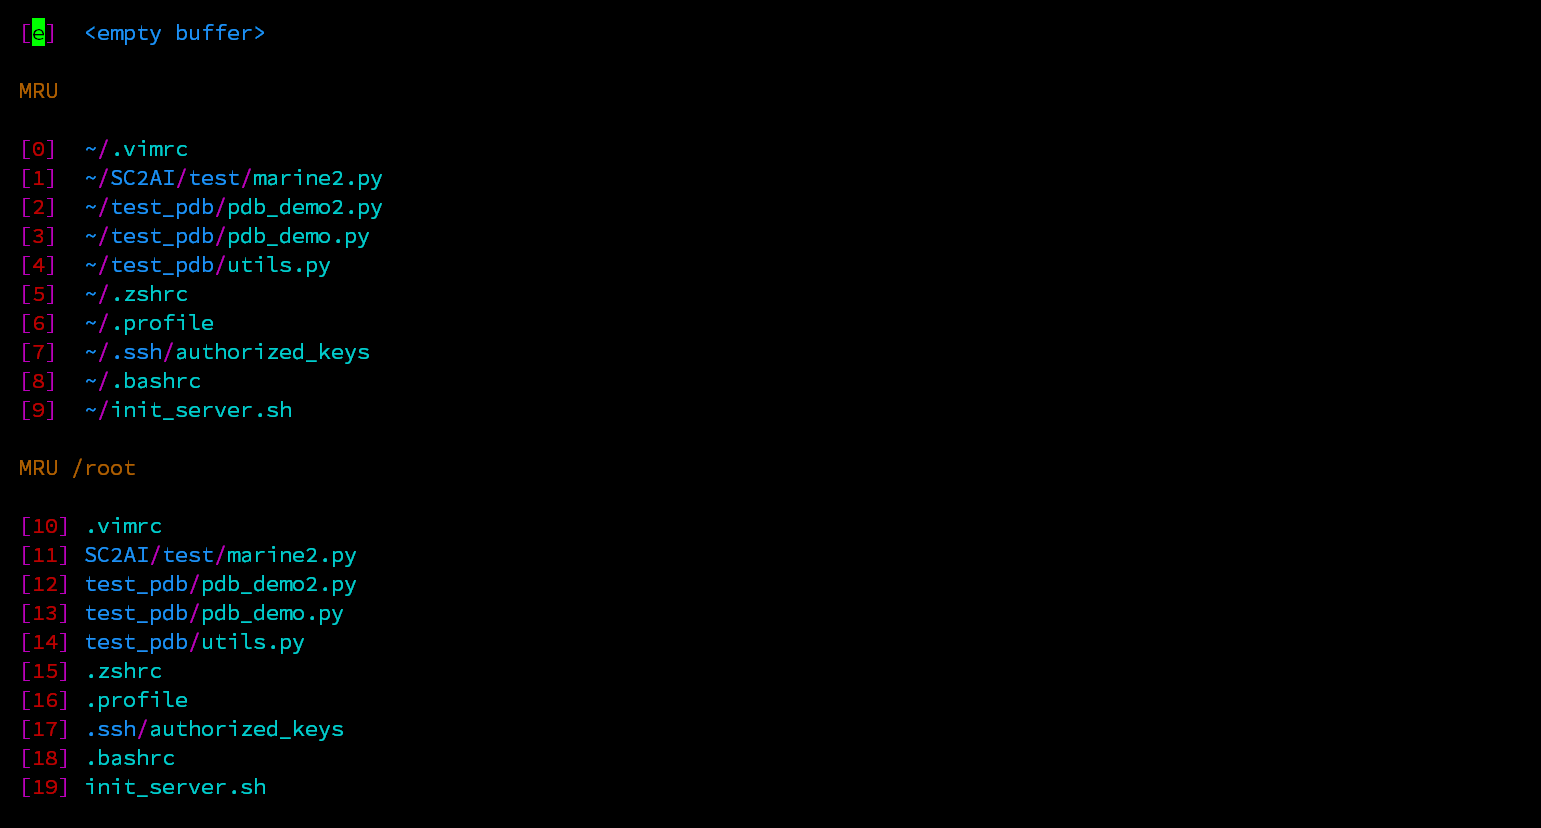 [e]  <empty buffer>
MRU
[0]  ~/.vimrc
[1]  ~/SC2AI/test/marine2.py
[2]  ~/test_pdb/pdb_demo2.py
[3]  ~/test_pdb/pdb_demo.py
[4]  ~/test_pdb/utils.py
[5]  ~/.zshrc
[6]  ~/.profile
[7]  ~/.ssh/authorized_keys
[8]  ~/.bashrc
[9]  ~/init_server.sh
MRU /root
[10] .vimrc
[11] SC2AI/test/marine2.py
[12] test_pdb/pdb_demo2.py
[13] test_pdb/pdb_demo.py
[14] test_pdb/utils.py
[15] .zshrc
[16] .profile
[17] .ssh/authorized_keys
[18] .bashrc
[19] init_server.sh